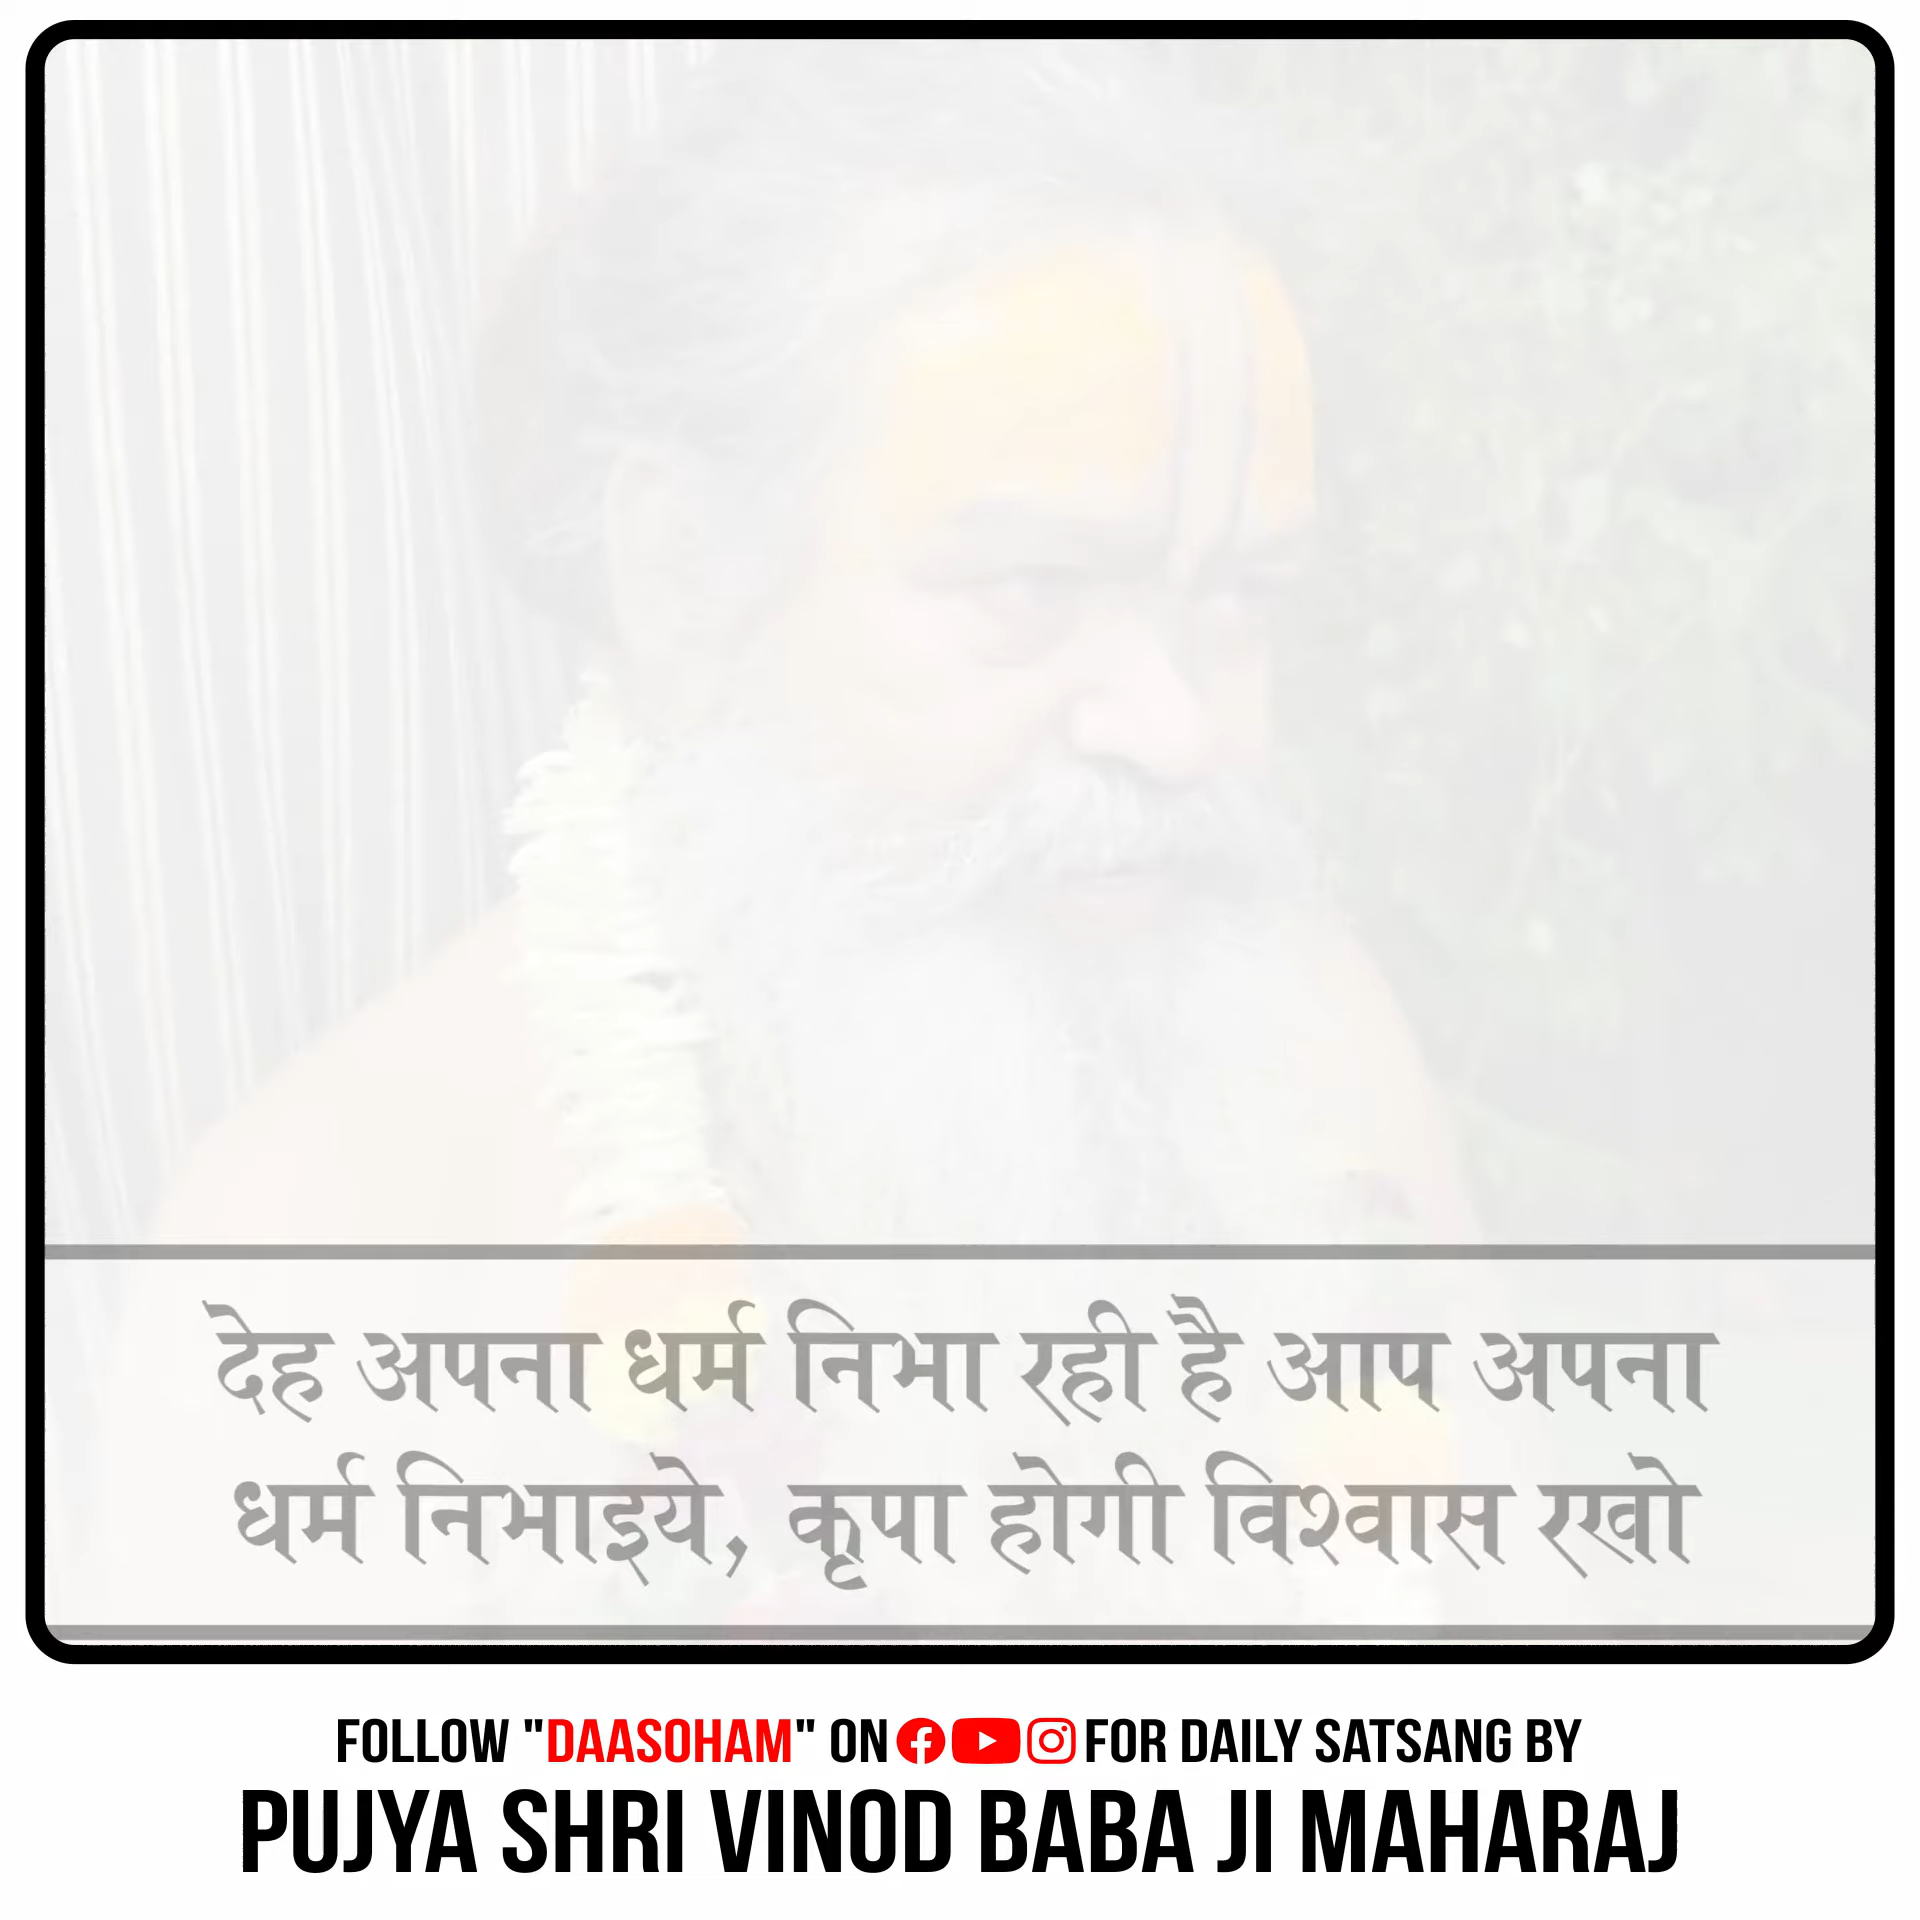 देह अपना धर्म निभा रही है आप अपना
धर्म निभाइये, कृपा होगी विश्वास रखो
FOLLOW "DAASOHAM" ON FOR DAILY SATSANG BY
PUJYA SHRI VINOD BABA JI MAHARAJ